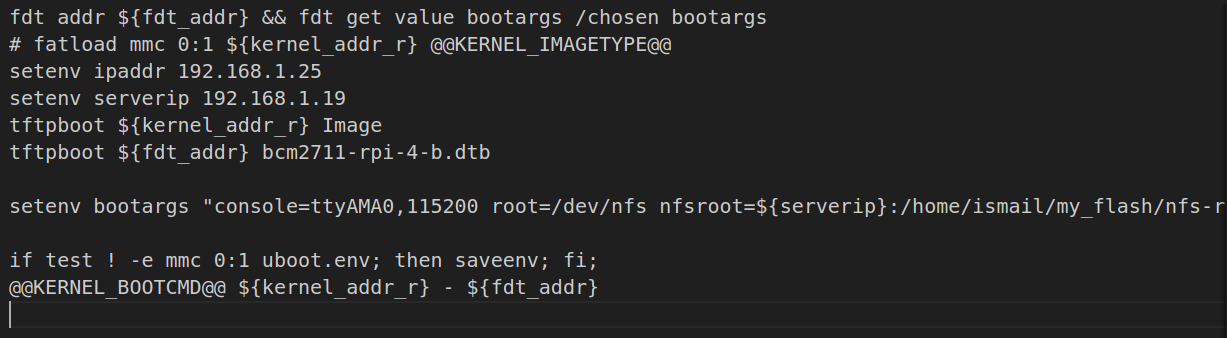 fdt addr ${fdt_addr} && fdt get value bootargs /chosen bootargs
# fatload mmc 0:1 ${kernel_addr_r} @@KERNEL_IMAGETYPE@@
setenv ipaddr 192.168.1.25
setenv serverip 192.168.1.19
tftpboot ${kernel_addr_r} Image
tftpboot ${fdt_addr} bcm2711-rpi-4-b.dtb
setenv bootargs "console=ttyAMA0,115200 root=/dev/nfs nfsroot=${serverip}:/home/ismail/my_flash/nfs-r
if test ! -e mmc 0:1 uboot.env; then saveenv; fi;
@@KERNEL_BOOTCMD@@ ${kernel_addr_r} - ${fdt_addr}